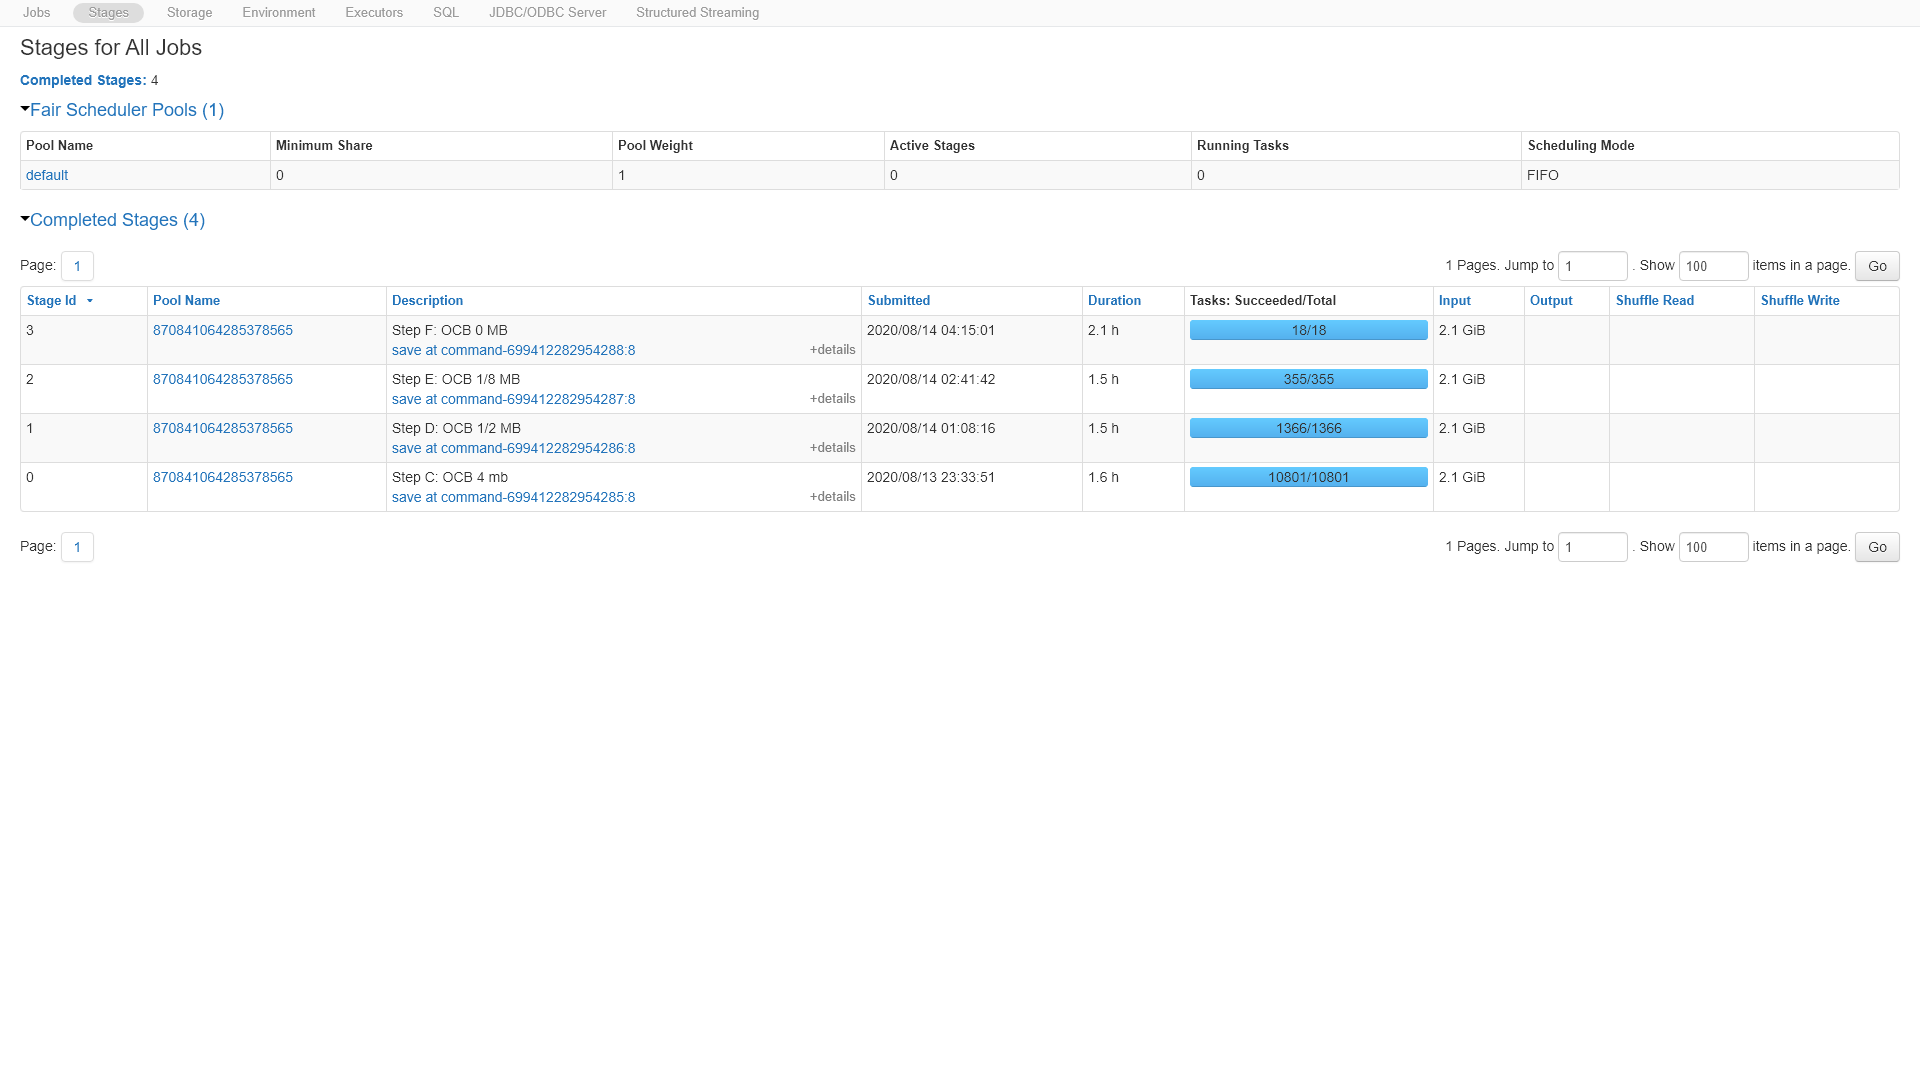 Jobs Stages Storage Environment Executors SQL JDBC/ODBC Server Structured Streaming
Stages for All Jobs
Completed Stages: 4
Fair Scheduler Pools (1)
Pool Name Minimum Share Pool Weight Active Stages Running Tasks Scheduling Mode
default 0 1 0 0 FIFO
Completed Stages (4)
Page: 1 1 Pages. Jump to 1 . Show 100 items in a page. Go
Stage Id Pool Name Description Submitted Duration Tasks: Succeeded/Total Input Output Shuffle Read Shuffle Write
3 870841064285378565 Step F: OCB 0 MB 2020/08/14 04:15:01 2.1 h 18/18 2.1 GiB
save at command-699412282954288:8 +details
2 870841064285378565 Step E: OCB 1/8 MB 2020/08/14 02:41:42 1.5 h 355/355 2.1 GiB
save at command-699412282954287:8 +details
1 870841064285378565 Step D: OCB 1/2 MB 2020/08/14 01:08:16 1.5 h 1366/1366 2.1 GiB
save at command-699412282954286:8 +details
0 870841064285378565 Step C: OCB 4 mb 2020/08/13 23:33:51 1.6 h 10801/10801 2.1 GiB
save at command-699412282954285:8 +details
Page: 1 1 Pages. Jump to 1 . Show 100 items in a page. Go